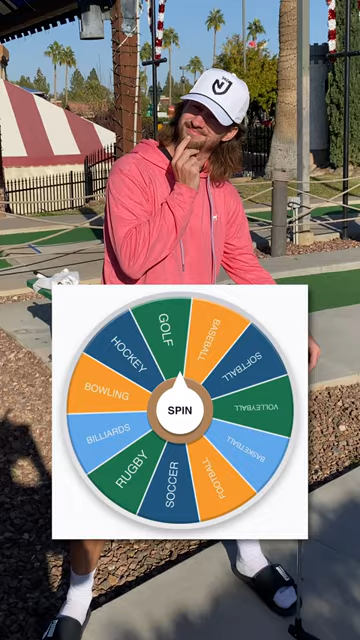 GOLF
BASEBALL
SOFTBALL
VOLLEYBALL
BASKETBALL
FOOTBALL
SOCCER
RUGBY
BILLIARDS
BOWLING
HOCKEY
SPIN